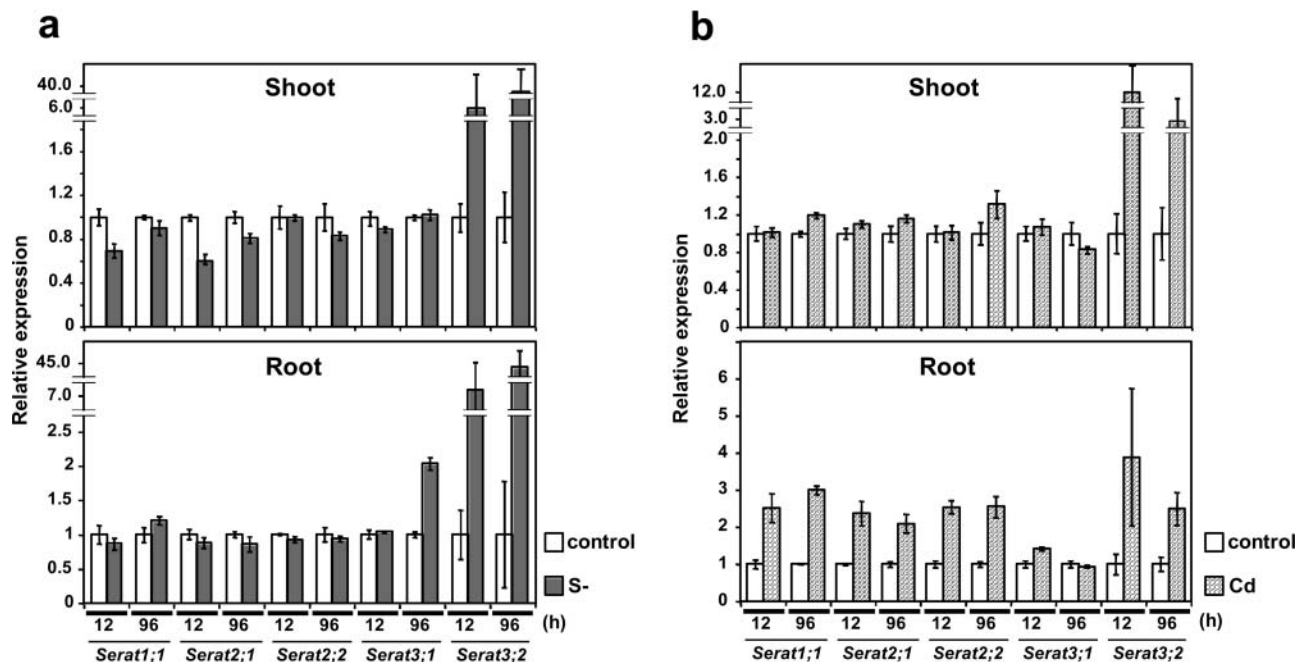 a
Shoot
40.0
6.0
1.6
1.2
0.8
0.4
0
Relative expression
Root
45.0
7.0
2.5
2
1.5
1
0.5
0
control
S-
12 96 12 96 12 96 12 96 12 96 (h)
Serat1;1 Serat2;1 Serat2;2 Serat3;1 Serat3;2
b
Shoot
12.0
3.0
2.0
1.6
1.2
0.8
0.4
0
Relative expression
Root
6
5
4
3
2
1
0
control
Cd
12 96 12 96 12 96 12 96 12 96 (h)
Serat1;1 Serat2;1 Serat2;2 Serat3;1 Serat3;2